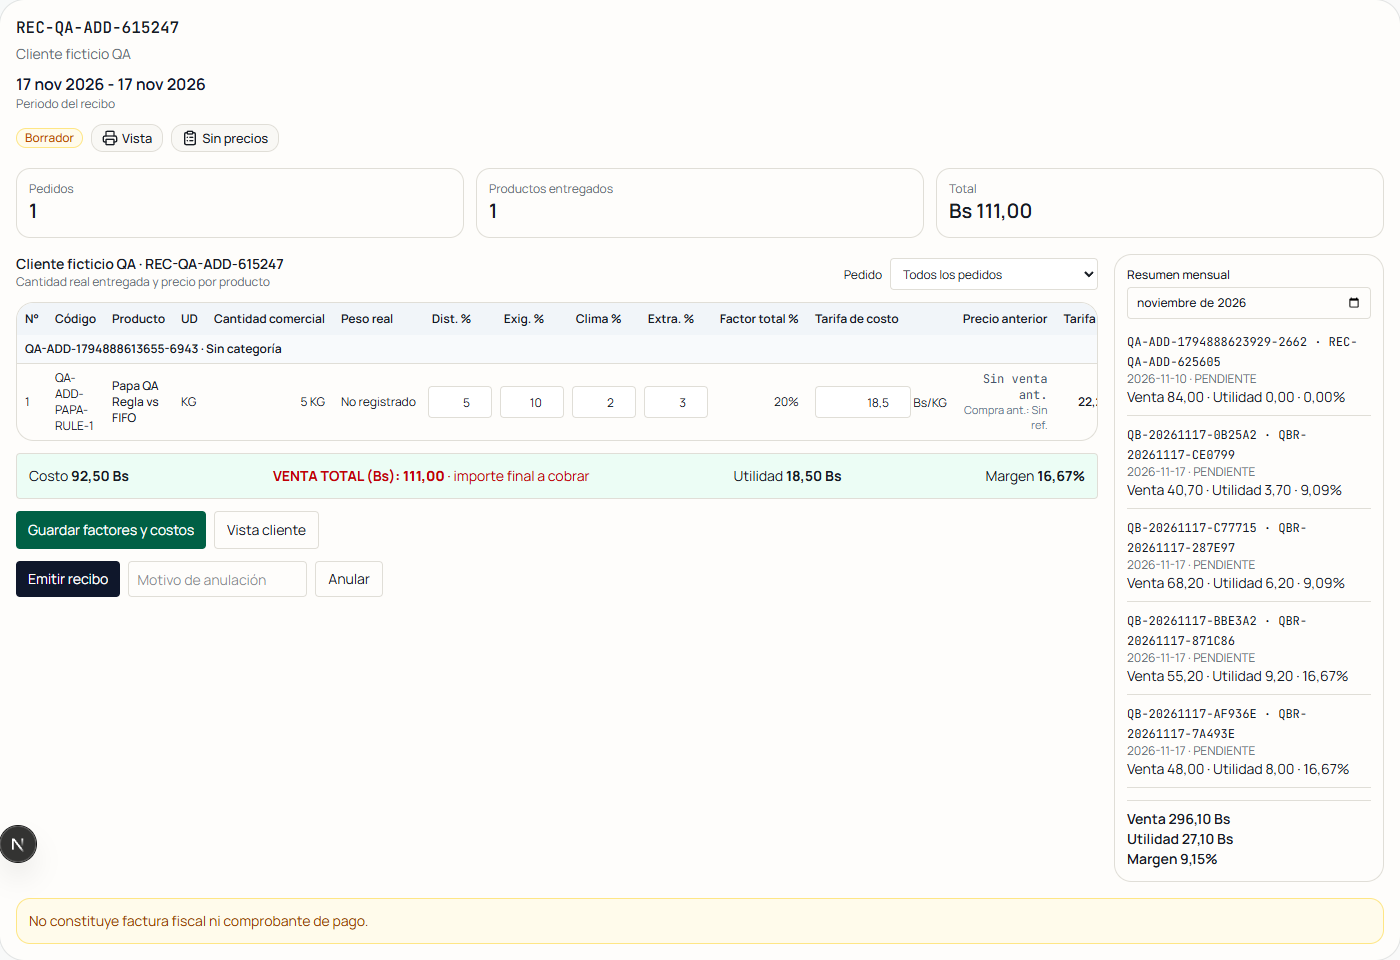 REC-QA-ADD-615247
Cliente ficticio QA
17 nov 2026 - 17 nov 2026
Periodo del recibo
Borrador
Vista
Sin precios
Pedidos
1
Productos entregados
1
Total
Bs 111,00
Cliente ficticio QA · REC-QA-ADD-615247
Cantidad real entregada y precio por producto
Pedido
Todos los pedidos
N° Código Producto UD Cantidad comercial Peso real Dist. % Exig. % Clima % Extra. % Factor total % Tarifa de costo Precio anterior Tarifa
QA-ADD-1794888613655-6943 · Sin categoría
1
QA-
ADD-
PAPA-
RULE-1
Papa QA
Regla vs
FIFO
KG
5 KG
No registrado
5
10
2
3
20%
18,5
Bs/KG
Sin venta
ant.
Compra ant.: Sin
ref.
22,
Costo 92,50 Bs
VENTA TOTAL (Bs): 111,00 · importe final a cobrar
Utilidad 18,50 Bs
Margen 16,67%
Guardar factores y costos
Vista cliente
Emitir recibo
Motivo de anulación
Anular
Resumen mensual
noviembre de 2026
QA-ADD-1794888623929-2662 · REC-
QA-ADD-625605
2026-11-10 · PENDIENTE
Venta 84,00 · Utilidad 0,00 · 0,00%
QB-20261117-0B25A2 · QBR-
20261117-CE0799
2026-11-17 · PENDIENTE
Venta 40,70 · Utilidad 3,70 · 9,09%
QB-20261117-C77715 · QBR-
20261117-287E97
2026-11-17 · PENDIENTE
Venta 68,20 · Utilidad 6,20 · 9,09%
QB-20261117-BBE3A2 · QBR-
20261117-871C86
2026-11-17 · PENDIENTE
Venta 55,20 · Utilidad 9,20 · 16,67%
QB-20261117-AF936E · QBR-
20261117-7A493E
2026-11-17 · PENDIENTE
Venta 48,00 · Utilidad 8,00 · 16,67%
Venta 296,10 Bs
Utilidad 27,10 Bs
Margen 9,15%
N
No constituye factura fiscal ni comprobante de pago.